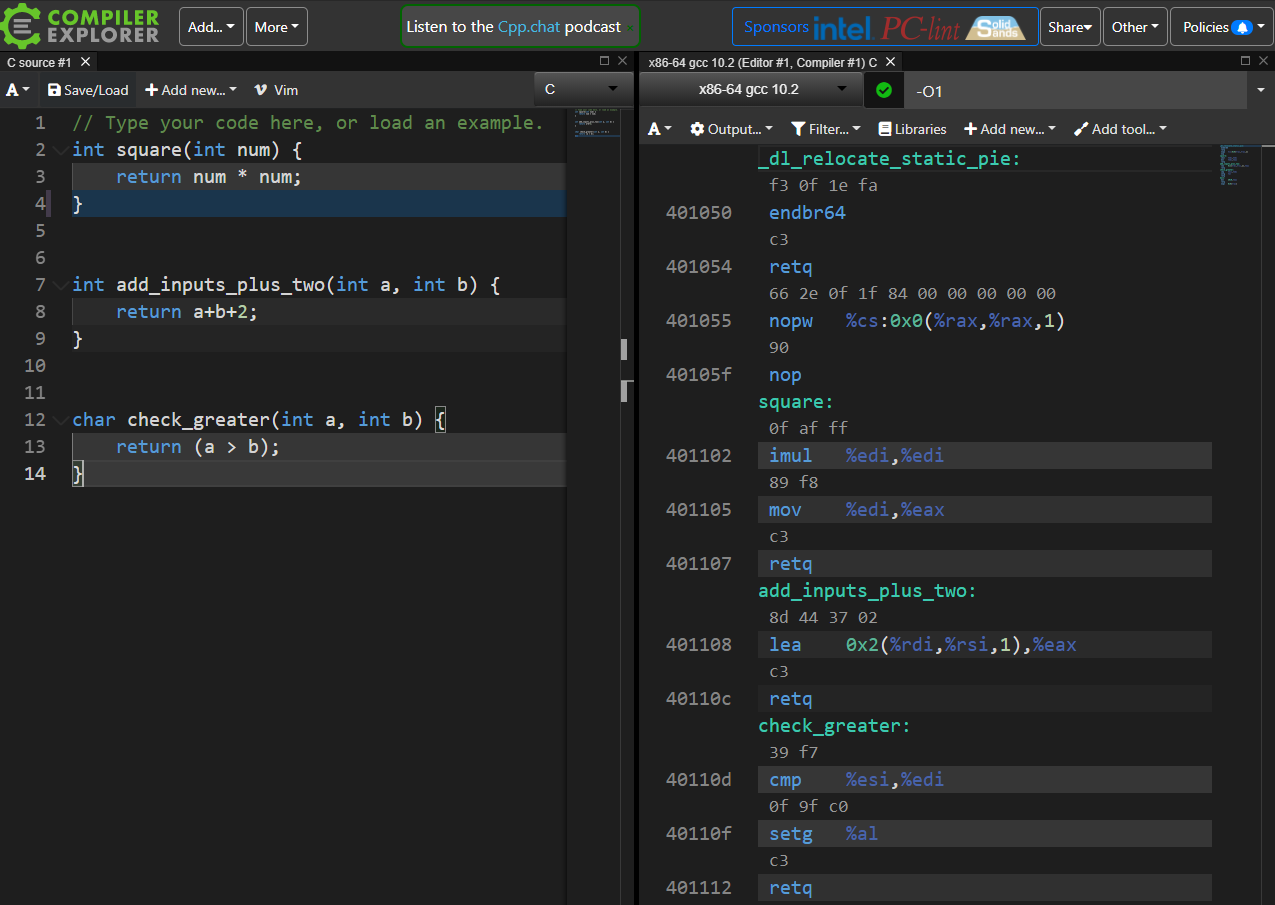 COMPILER
EXPLORER
Add...
More
Listen to the Cpp.chat podcast
Sponsors intel PC-lint Solid Sands
Share
Other
Policies
C source #1
A
Save/Load
Add new...
Vim
C
1 // Type your code here, or load an example.
2 int square(int num) {
3 return num * num;
4 }
5
6
7 int add_inputs_plus_two(int a, int b) {
8 return a+b+2;
9 }
10
11
12 char check_greater(int a, int b) {
13 return (a > b);
14 }
x86-64 gcc 10.2 (Editor #1, Compiler #1) C
x86-64 gcc 10.2
-O1
A
Output...
Filter...
Libraries
Add new...
Add tool...
_dl_relocate_static_pie:
f3 0f 1e fa
401050 endbr64
c3
401054 retq
66 2e 0f 1f 84 00 00 00 00 00
401055 nopw %cs:0x0(%rax,%rax,1)
90
40105f nop
square:
0f af ff
401102 imul %edi,%edi
89 f8
401105 mov %edi,%eax
c3
401107 retq
add_inputs_plus_two:
8d 44 37 02
401108 lea 0x2(%rdi,%rsi,1),%eax
c3
40110c retq
check_greater:
39 f7
40110d cmp %esi,%edi
0f 9f c0
40110f setg %al
c3
401112 retq